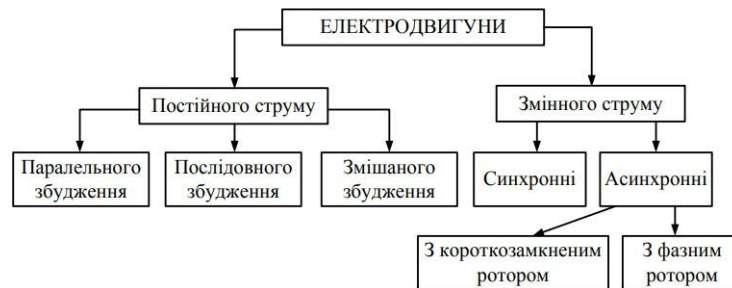 ЕЛЕКТРОДВИГУНИ
Постійного струму
Змінного струму
Паралельного
збудження
Послідовного
збудження
Змішаного
збудження
Синхронні
Асинхронні
З короткозамкненим
ротором
З фазним
ротором